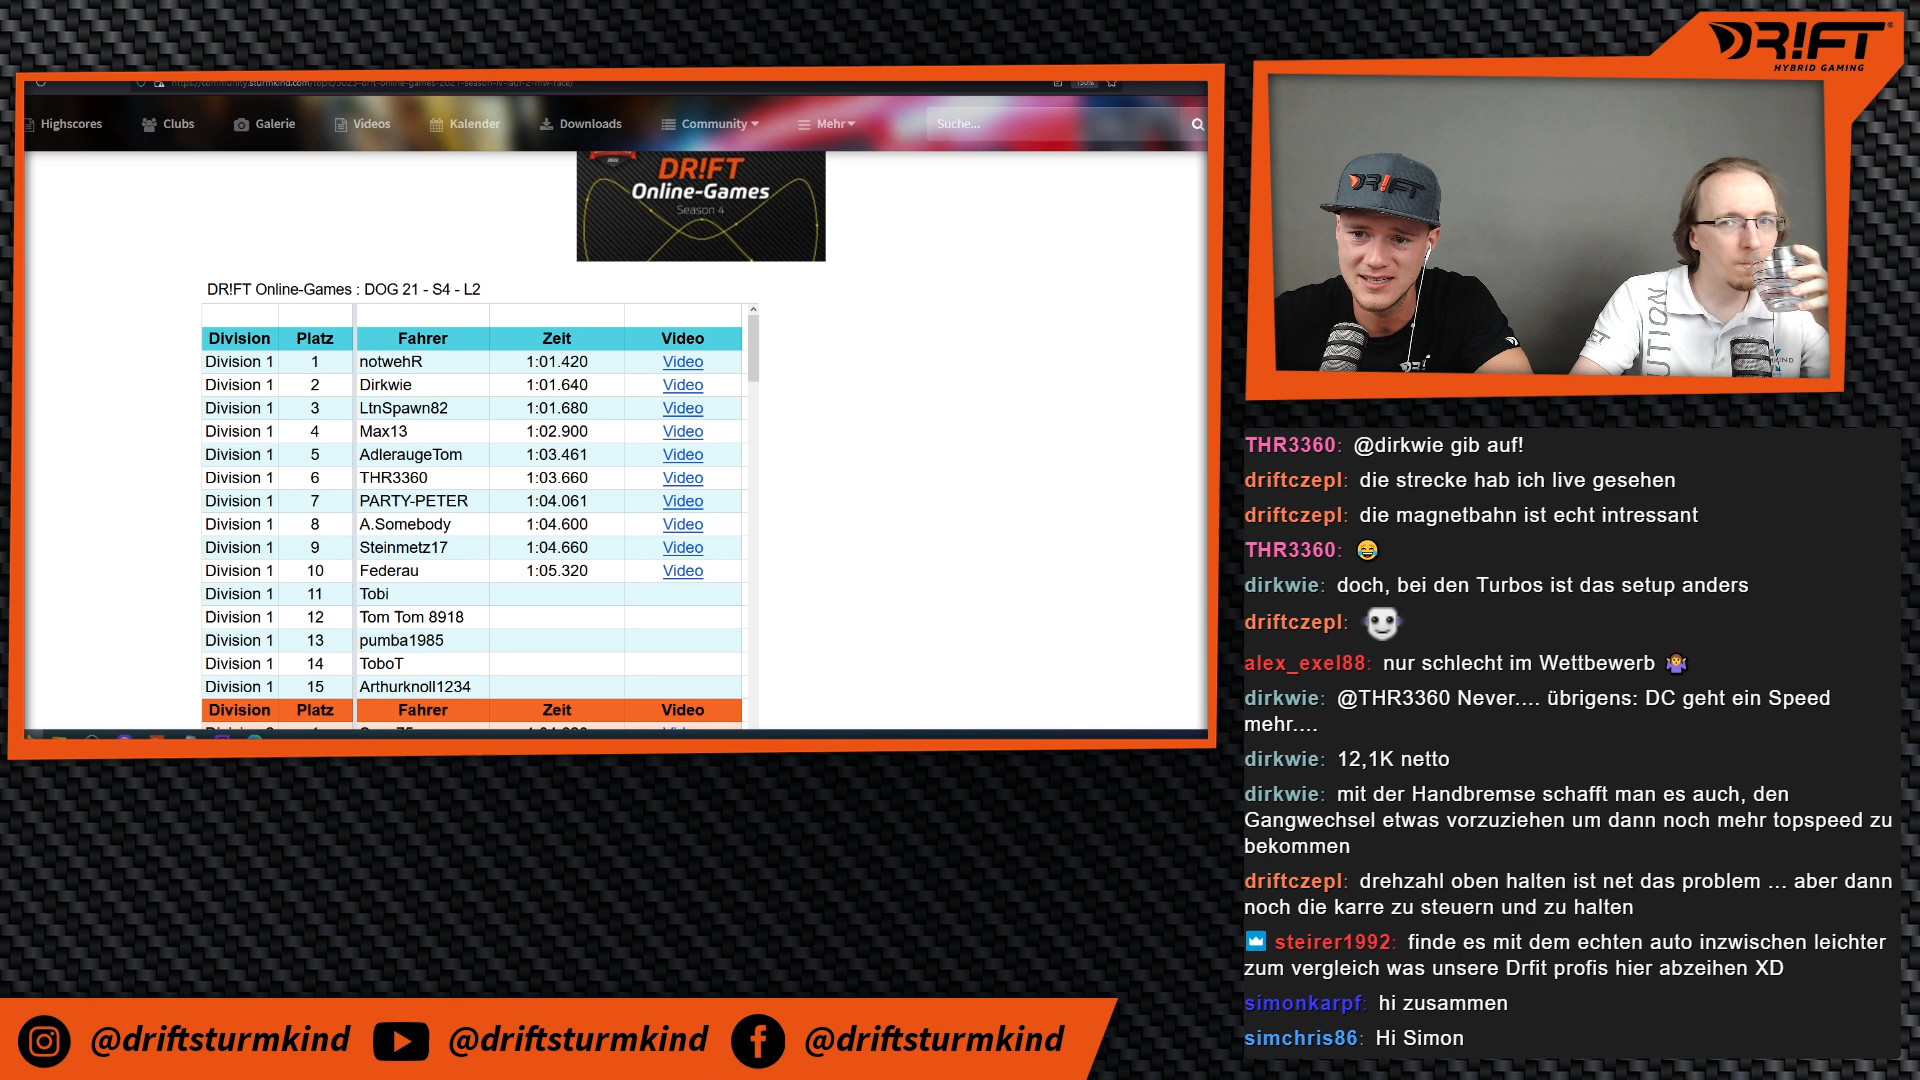 DR!FT
HYBRID GAMING
Highscores
Clubs
Galerie
Videos
Kalender
Downloads
Community
Mehr
Suche...
DR!FT
Online-Games
Season 4
DR!FT Online-Games : DOG 21 - S4 - L2
Division Platz Fahrer Zeit Video
Division 1 1 notwehR 1:01.420 Video
Division 1 2 Dirkwie 1:01.640 Video
Division 1 3 LtnSpawn82 1:01.680 Video
Division 1 4 Max13 1:02.900 Video
Division 1 5 AdleraugeTom 1:03.461 Video
Division 1 6 THR3360 1:03.660 Video
Division 1 7 PARTY-PETER 1:04.061 Video
Division 1 8 A.Somebody 1:04.600 Video
Division 1 9 Steinmetz17 1:04.660 Video
Division 1 10 Federau 1:05.320 Video
Division 1 11 Tobi
Division 1 12 Tom Tom 8918
Division 1 13 pumba1985
Division 1 14 ToboT
Division 1 15 Arthurknoll1234
Division Platz Fahrer Zeit Video
DR!FT
THR3360: @dirkwie gib auf!
driftczepl: die strecke hab ich live gesehen
driftczepl: die magnetbahn ist echt intressant
THR3360: 😂
dirkwie: doch, bei den Turbos ist das setup anders
driftczepl:
alex_exel88: nur schlecht im Wettbewerb 🤷
dirkwie: @THR3360 Never.... übrigens: DC geht ein Speed
mehr....
dirkwie: 12,1K netto
dirkwie: mit der Handbremse schafft man es auch, den
Gangwechsel etwas vorzuziehen um dann noch mehr topspeed zu
bekommen
driftczepl: drehzahl oben halten ist net das problem ... aber dann
noch die karre zu steuern und zu halten
steirer1992: finde es mit dem echten auto inzwischen leichter
zum vergleich was unsere Drfit profis hier abzeihen XD
simonkarpf: hi zusammen
simchris86: Hi Simon
@driftsturmkind
@driftsturmkind
@driftsturmkind